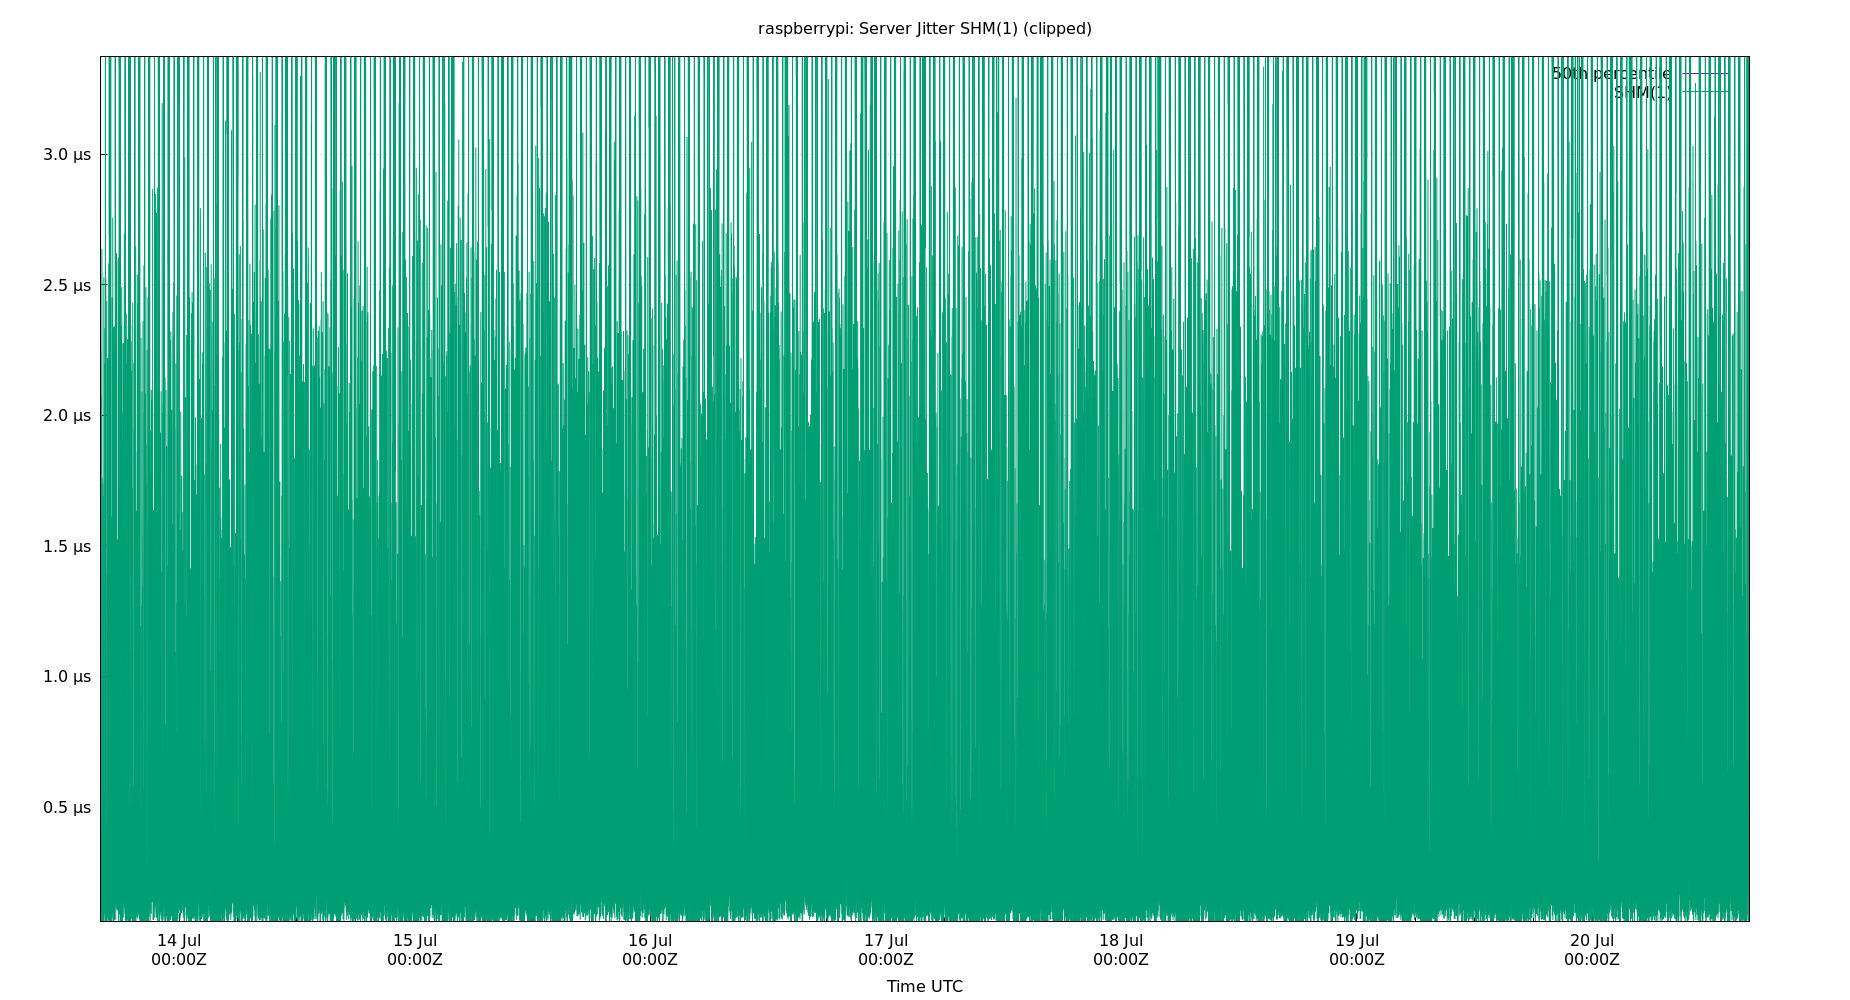 raspberrypi: Server Jitter SHM(1) (clipped)
50th percentile
SHM(1)
3.0 µs
2.5 µs
2.0 µs
1.5 µs
1.0 µs
0.5 µs
14 Jul 15 Jul 16 Jul 17 Jul 18 Jul 19 Jul 20 Jul
00:00Z 00:00Z 00:00Z 00:00Z 00:00Z 00:00Z 00:00Z
Time UTC